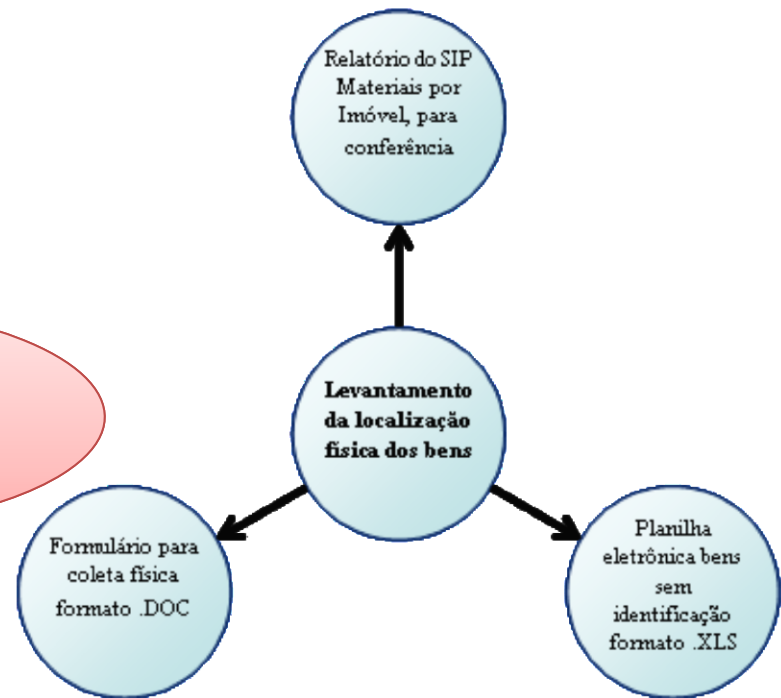 Relatório do SIP
Materiais por
Imóvel, para
conferência
Levantamento
da localização
física dos bens
Formulário para
coleta física
formato .DOC
Planilha
eletrônica bens
sem
identificação
formato .XLS